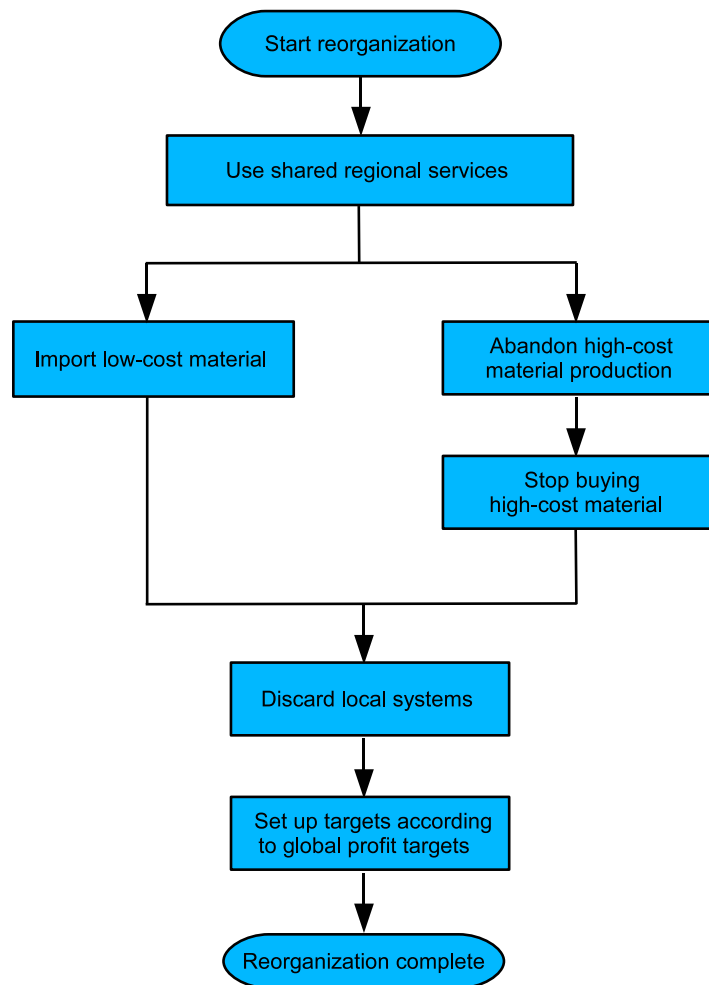 Start reorganization
Use shared regional services
Import low-cost material
Abandon high-cost
material production
Stop buying
high-cost material
Discard local systems
Set up targets according
to global profit targets
Reorganization complete